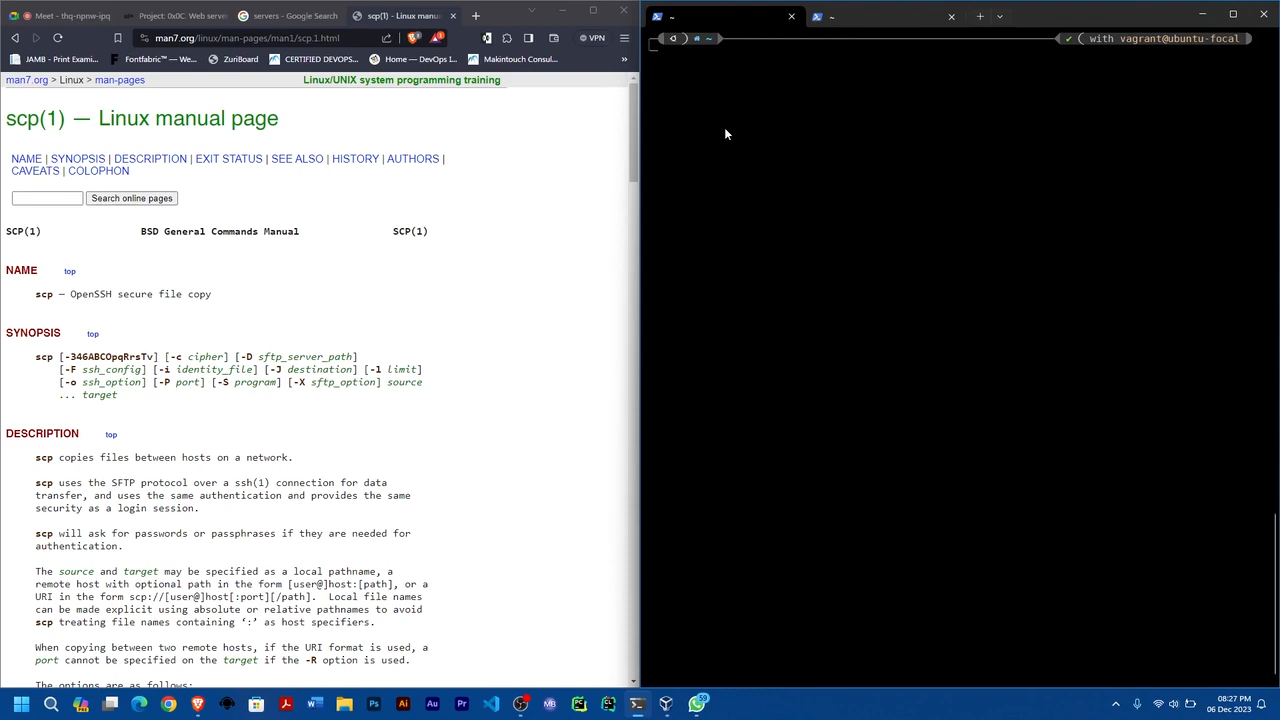 Meet - thq-npnw-ipq
Project: 0x0C. Web serve
servers - Google Search
scp(1) - Linux manual
man7.org/linux/man-pages/man1/scp.1.html
VPN
JAMB - Print Exami...
Fontfabric™ — We...
ZuriBoard
CERTIFIED DEVOPS...
Home — DevOps I...
Makintouch Consul...
man7.org > Linux > man-pages
Linux/UNIX system programming training
scp(1) — Linux manual page
NAME | SYNOPSIS | DESCRIPTION | EXIT STATUS | SEE ALSO | HISTORY | AUTHORS |
CAVEATS | COLOPHON
Search online pages
SCP(1) BSD General Commands Manual SCP(1)
NAME top
scp — OpenSSH secure file copy
SYNOPSIS top
scp [-346ABCOpqRrsTv] [-c cipher] [-D sftp_server_path]
[-F ssh_config] [-i identity_file] [-J destination] [-l limit]
[-o ssh_option] [-P port] [-S program] [-X sftp_option] source
... target
DESCRIPTION top
scp copies files between hosts on a network.
scp uses the SFTP protocol over a ssh(1) connection for data
transfer, and uses the same authentication and provides the same
security as a login session.
scp will ask for passwords or passphrases if they are needed for
authentication.
The source and target may be specified as a local pathname, a
remote host with optional path in the form [user@]host:[path], or a
URI in the form scp://[user@]host[:port][/path]. Local file names
can be made explicit using absolute or relative pathnames to avoid
scp treating file names containing ‘:’ as host specifiers.
When copying between two remote hosts, if the URI format is used, a
port cannot be specified on the target if the -R option is used.
The options are as follows:
~
~
~
with vagrant@ubuntu-focal
59
08:27 PM
06 Dec 2023